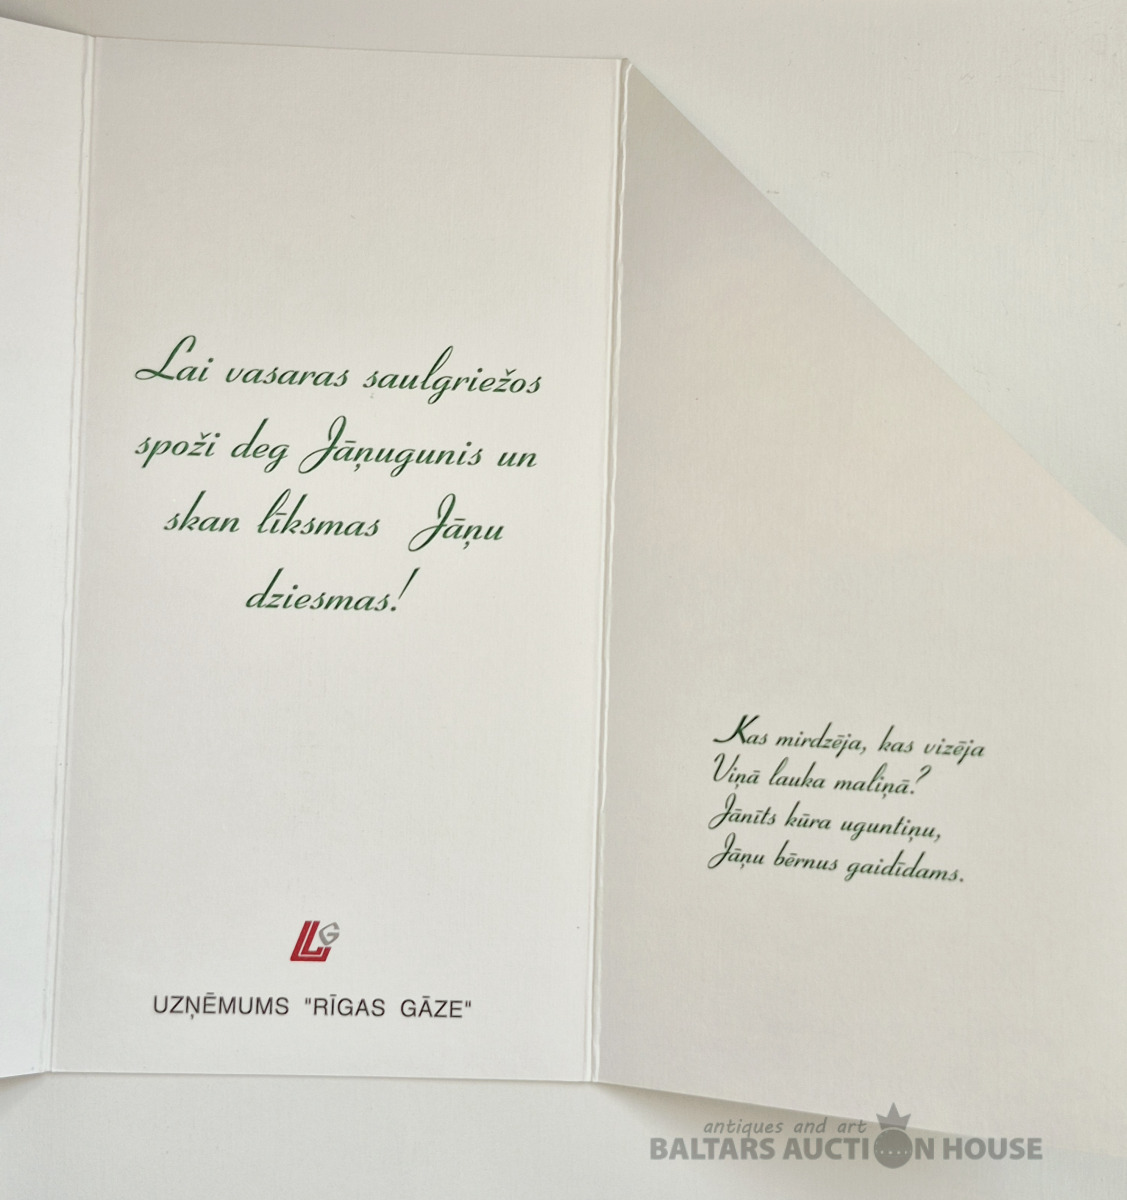 Lai vasaras saulgriežos
spoži deg Jāņugunis un
skan līksmas Jāņu
dziesmas!
LLG
UZŅĒMUMS "RĪGAS GĀZE"
Kas mirdzēja, kas vizēja
Viņā lauka maliņā?
Jānīts kūra uguntiņu,
Jāņu bērnus gaidīdams.
antiques and art
BALTARS AUCTION HOUSE